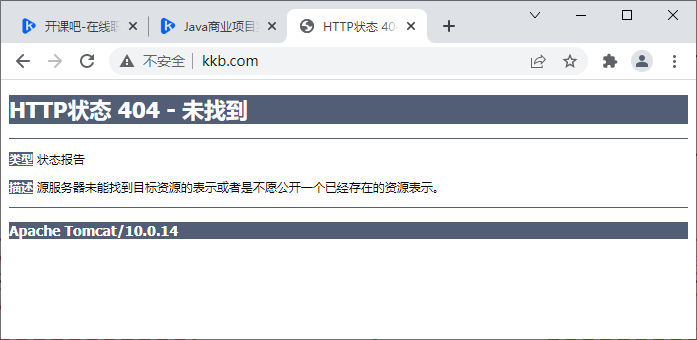 开课吧-在线职
Java商业项目
HTTP状态 404
不安全 kkb.com
HTTP状态 404 - 未找到
类型 状态报告
描述 源服务器未能找到目标资源的表示或者是不愿公开一个已经存在的资源表示。
Apache Tomcat/10.0.14